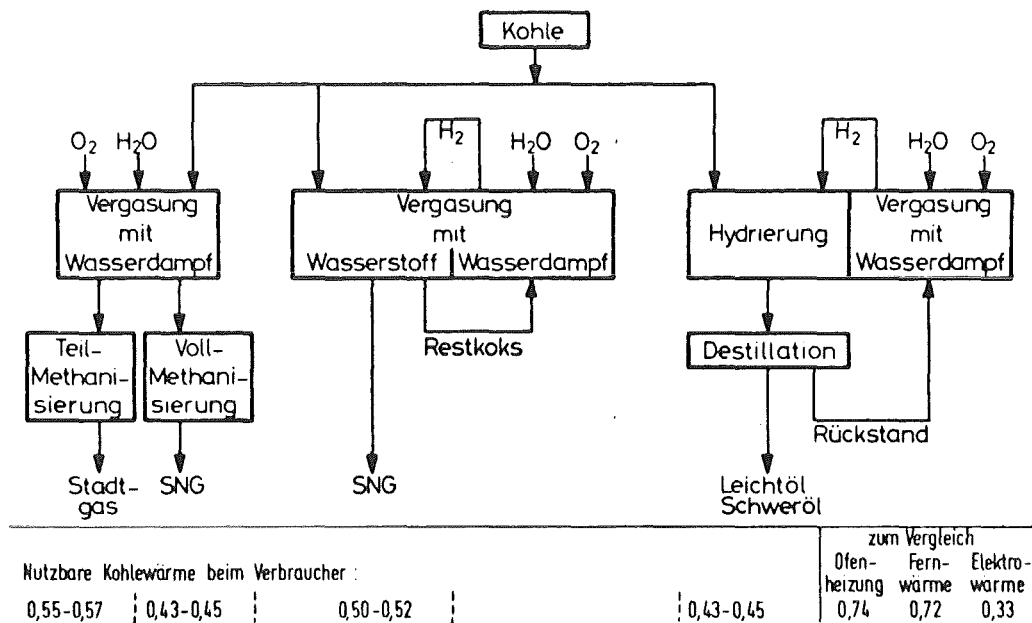 Kohle
O₂ H₂O
H₂
H₂O O₂
H₂
H₂O O₂
Vergasung
mit
Wasserdampf
Vergasung
mit
Wasserstoff Wasserdampf
Hydrierung
Vergasung
mit
Wasserdampf
Teil-
Methani-
sierung
Voll-
Methani-
sierung
Restkoks
Destillation
Rückstand
Stadt-
gas
SNG
SNG
Leichtöl
Schweröl
Nutzbare Kohlewärme beim Verbraucher :
0,55-0,57 0,43-0,45 0,50-0,52 0,43-0,45
zum Vergleich
Ofen-
heizung
Fern-
wärme
Elektro-
wärme
0,74 0,72 0,33